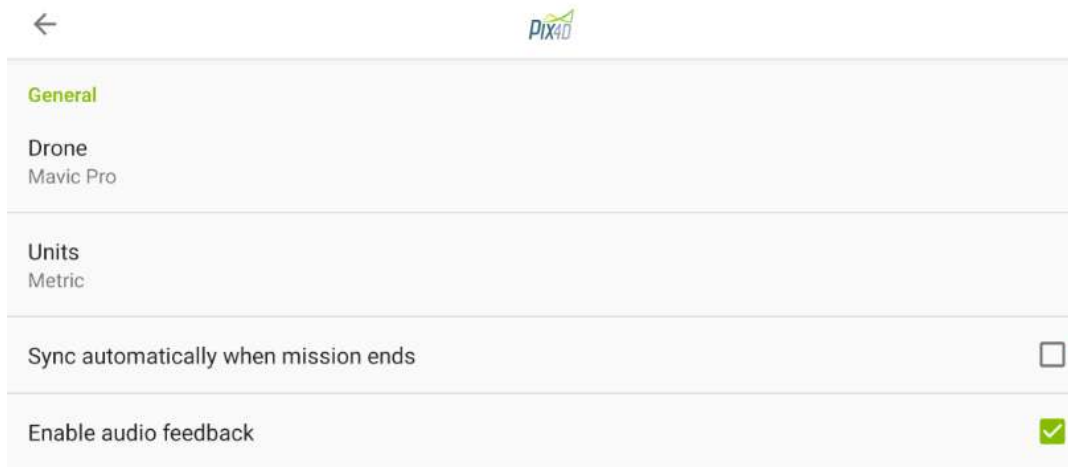 PIX4D
General
Drone
Mavic Pro
Units
Metric
Sync automatically when mission ends
Enable audio feedback